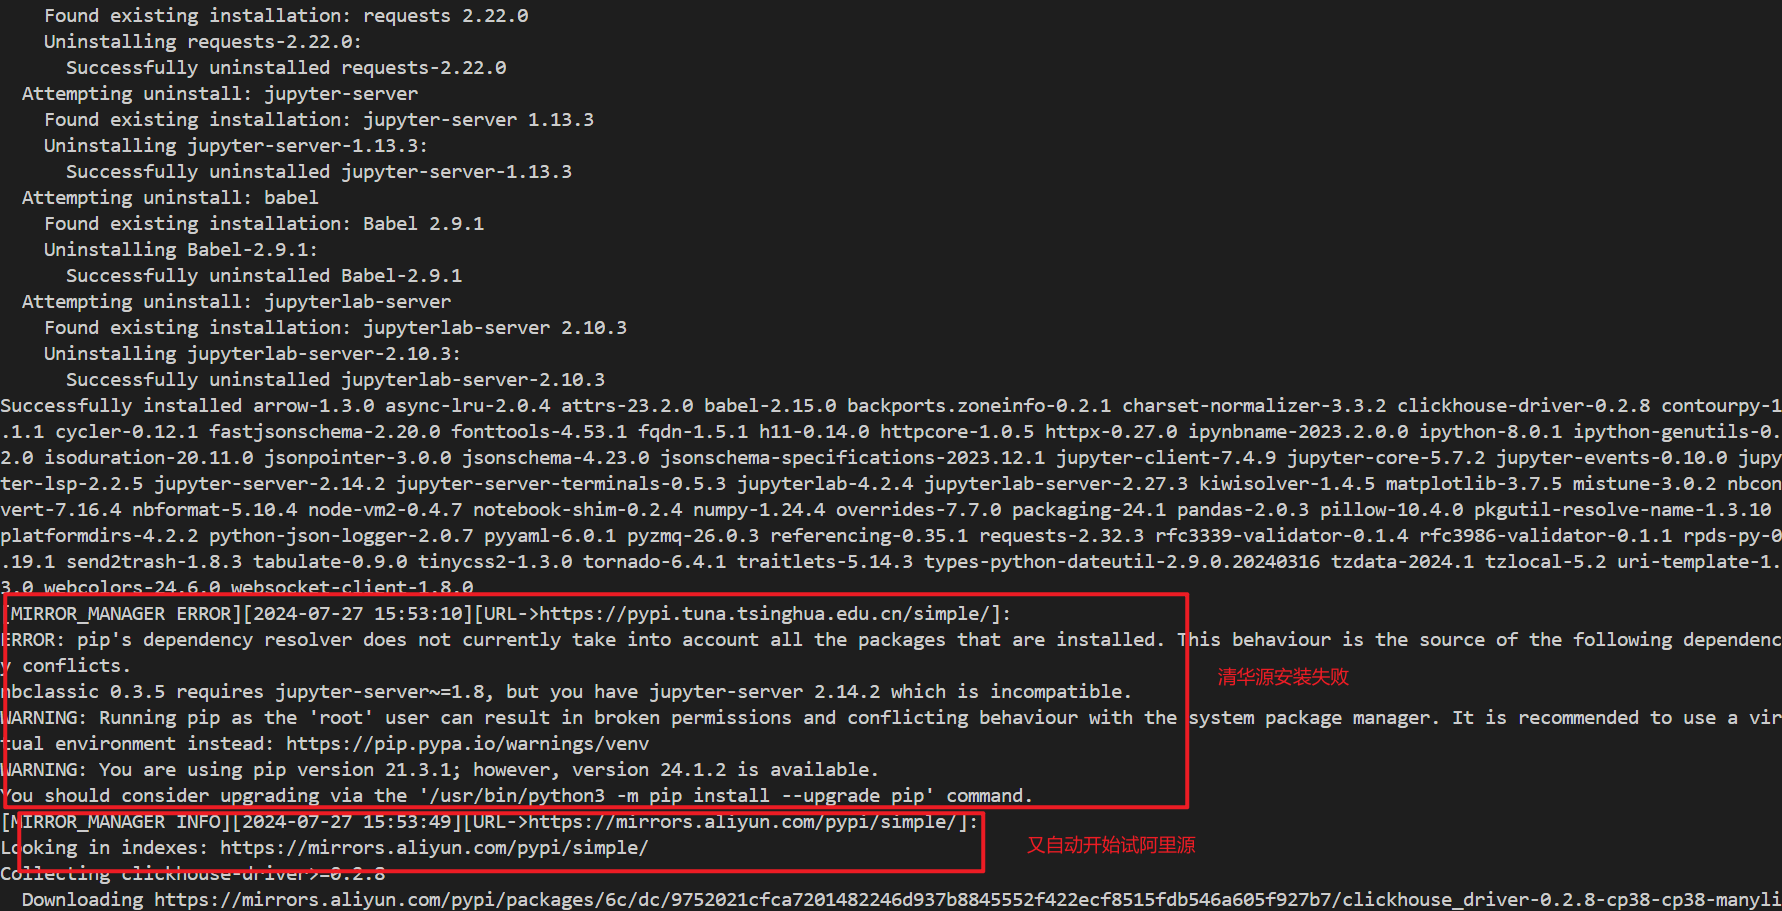 Found existing installation: requests 2.22.0
Uninstalling requests-2.22.0:
Successfully uninstalled requests-2.22.0
Attempting uninstall: jupyter-server
Found existing installation: jupyter-server 1.13.3
Uninstalling jupyter-server-1.13.3:
Successfully uninstalled jupyter-server-1.13.3
Attempting uninstall: babel
Found existing installation: Babel 2.9.1
Uninstalling Babel-2.9.1:
Successfully uninstalled Babel-2.9.1
Attempting uninstall: jupyterlab-server
Found existing installation: jupyterlab-server 2.10.3
Uninstalling jupyterlab-server-2.10.3:
Successfully uninstalled jupyterlab-server-2.10.3
Successfully installed arrow-1.3.0 async-lru-2.0.4 attrs-23.2.0 babel-2.15.0 backports.zoneinfo-0.2.1 charset-normalizer-3.3.2 clickhouse-driver-0.2.8 contourpy-1
.1.1 cycler-0.12.1 fastjsonschema-2.20.0 fonttools-4.53.1 fqdn-1.5.1 h11-0.14.0 httpcore-1.0.5 httpx-0.27.0 ipynbname-2023.2.0.0 ipython-8.0.1 ipython-genutils-0.
2.0 isoduration-20.11.0 jsonpointer-3.0.0 jsonschema-4.23.0 jsonschema-specifications-2023.12.1 jupyter-client-7.4.9 jupyter-core-5.7.2 jupyter-events-0.10.0 jupy
ter-lsp-2.2.5 jupyter-server-2.14.2 jupyter-server-terminals-0.5.3 jupyterlab-4.2.4 jupyterlab-server-2.27.3 kiwisolver-1.4.5 matplotlib-3.7.5 mistune-3.0.2 nbcon
vert-7.16.4 nbformat-5.10.4 node-vm2-0.4.7 notebook-shim-0.2.4 numpy-1.24.4 overrides-7.7.0 packaging-24.1 pandas-2.0.3 pillow-10.4.0 pkgutil-resolve-name-1.3.10
platformdirs-4.2.2 python-json-logger-2.0.7 pyyaml-6.0.1 pyzmq-26.0.3 referencing-0.35.1 requests-2.32.3 rfc3339-validator-0.1.4 rfc3986-validator-0.1.1 rpds-py-0
.19.1 send2trash-1.8.3 tabulate-0.9.0 tinycss2-1.3.0 tornado-6.4.1 traitlets-5.14.3 types-python-dateutil-2.9.0.20240316 tzdata-2024.1 tzlocal-5.2 uri-template-1.
3.0 webcolors-24.6.0 websocket-client-1.8.0
[MIRROR_MANAGER ERROR][2024-07-27 15:53:10][URL->https://pypi.tuna.tsinghua.edu.cn/simple/]:
ERROR: pip's dependency resolver does not currently take into account all the packages that are installed. This behaviour is the source of the following dependenc
y conflicts.
nbclassic 0.3.5 requires jupyter-server~=1.8, but you have jupyter-server 2.14.2 which is incompatible.
清华源安装失败
WARNING: Running pip as the 'root' user can result in broken permissions and conflicting behaviour with the system package manager. It is recommended to use a vir
tual environment instead: https://pip.pypa.io/warnings/venv
WARNING: You are using pip version 21.3.1; however, version 24.1.2 is available.
You should consider upgrading via the '/usr/bin/python3 -m pip install --upgrade pip' command.
[MIRROR_MANAGER INFO][2024-07-27 15:53:49][URL->https://mirrors.aliyun.com/pypi/simple/]:
Looking in indexes: https://mirrors.aliyun.com/pypi/simple/
又自动开始试阿里源
Collecting clickhouse-driver>=0.2.8
Downloading https://mirrors.aliyun.com/pypi/packages/6c/dc/9752021cfca7201482246d937b8845552f422ecf8515fdb546a605f927b7/clickhouse_driver-0.2.8-cp38-cp38-manyli